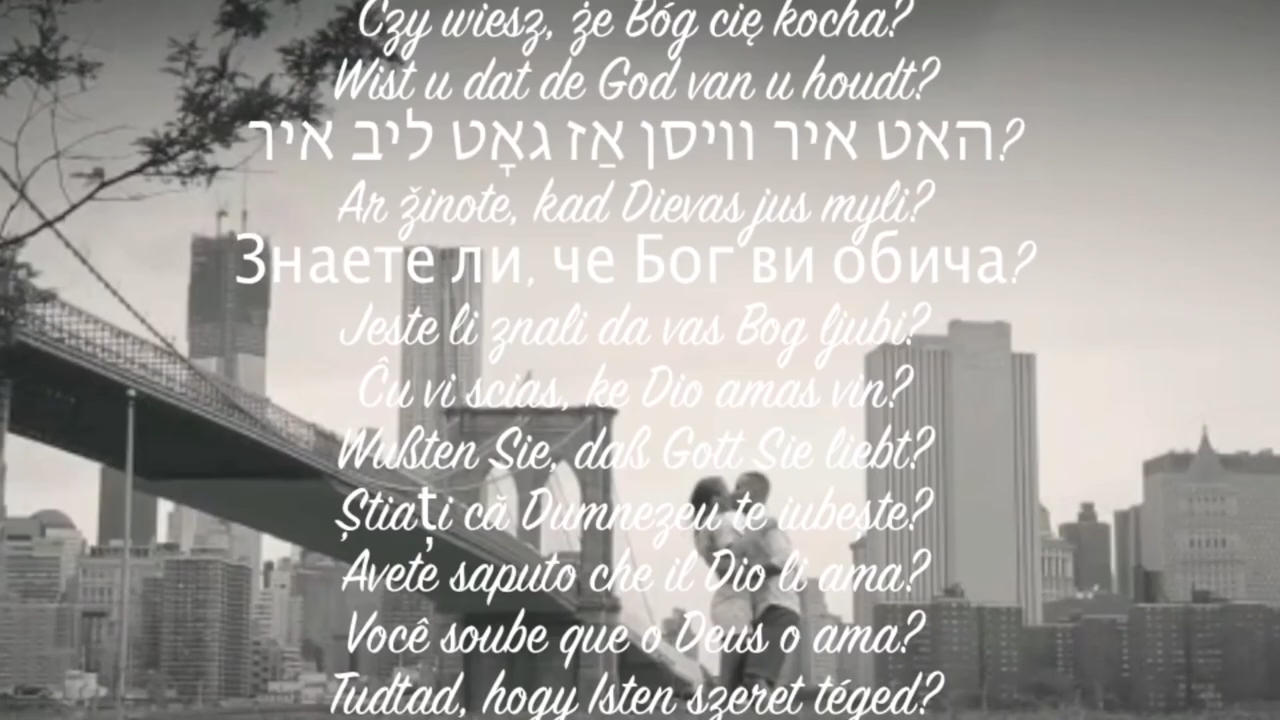 Czy wiesz, że Bóg cię kocha?
Wist u dat de God van u houdt?
האט איר וויסן אַז גאָט ליב איר?
Ar žinote, kad Dievas jus myli?
Знаете ли, че Бог ви обича?
Jeste li znali da vas Bog ljubi?
Ĉu vi scias, ke Dio amas vin?
Wußten Sie, daß Gott Sie liebt?
Ştiaţi că Dumnezeu te iubeşte?
Avete saputo che il Dio li ama?
Você soube que o Deus o ama?
Tudtad, hogy Isten szeret téged?